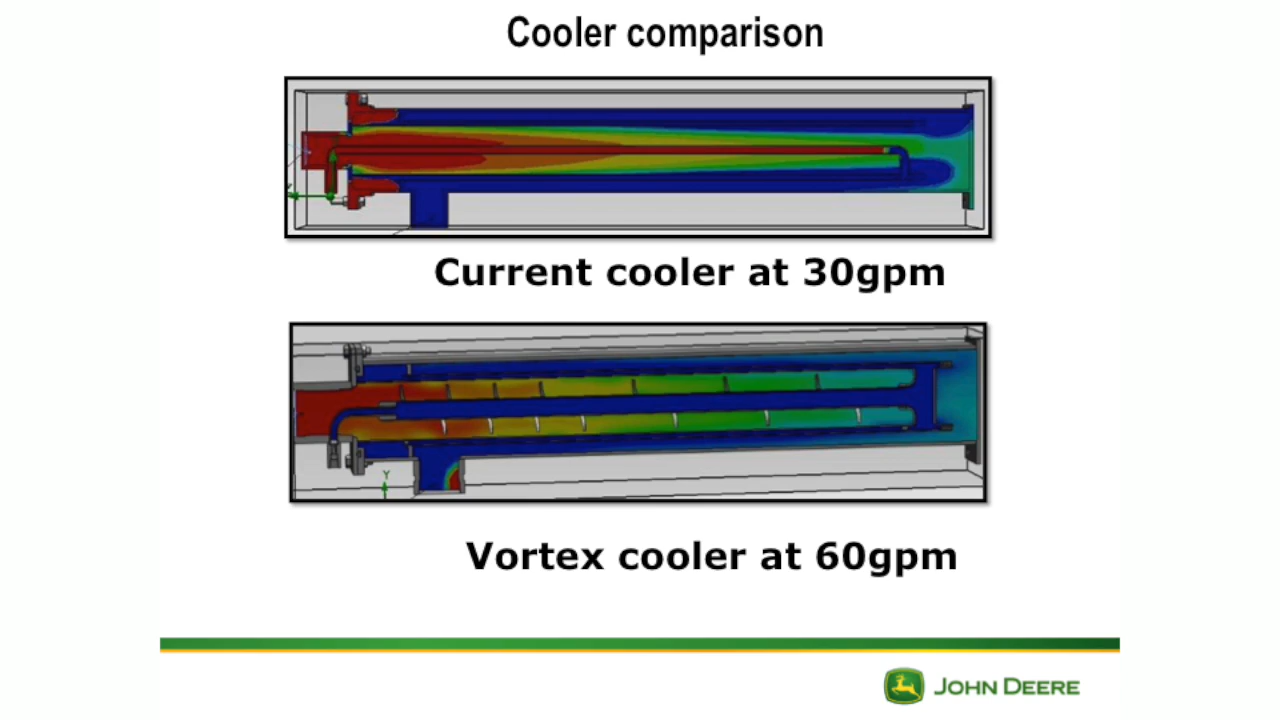 Cooler comparison
Current cooler at 30gpm
Y
Vortex cooler at 60gpm
JOHN DEERE